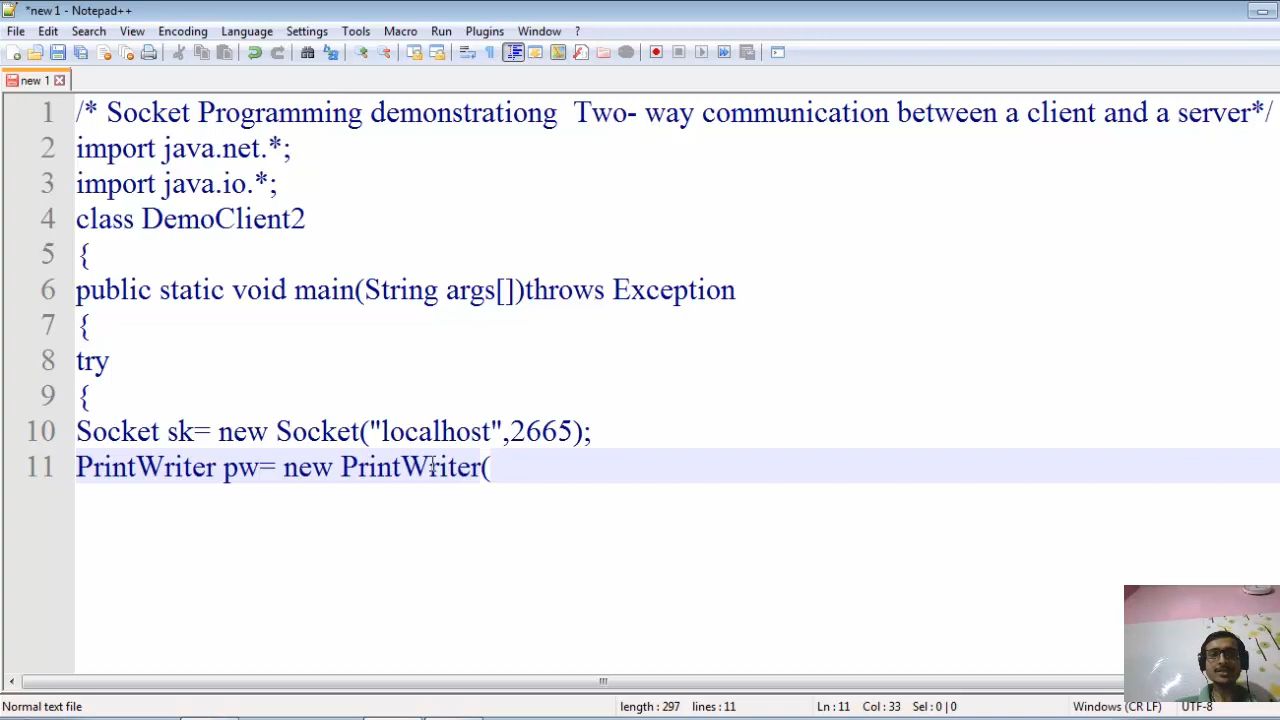 *new 1 - Notepad++
File Edit Search View Encoding Language Settings Tools Macro Run Plugins Window ?
new 1
1 /* Socket Programming demonstrationg  Two- way communication between a client and a server*/
2 import java.net.*;
3 import java.io.*;
4 class DemoClient2
5 {
6 public static void main(String args[])throws Exception
7 {
8 try
9 {
10 Socket sk= new Socket("localhost",2665);
11 PrintWriter pw= new PrintWriter(
Normal text file length : 297 lines : 11 Ln : 11 Col : 33 Sel : 0 | 0 Windows (CR LF) UTF-8